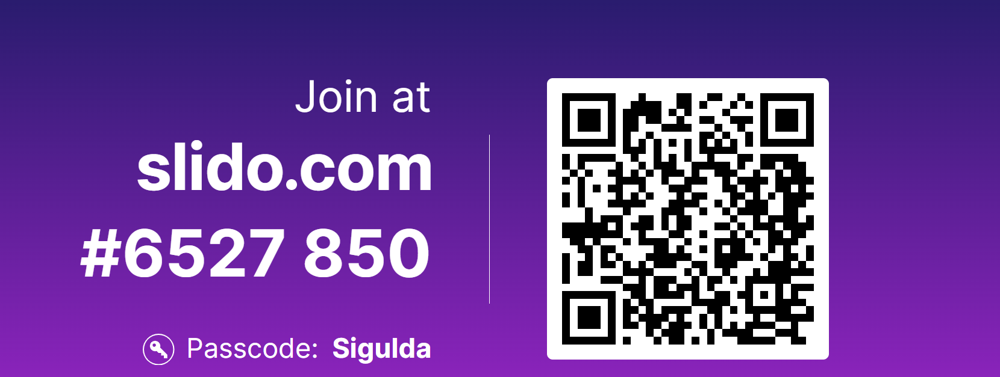 Join at
slido.com
#6527 850
Passcode: Sigulda